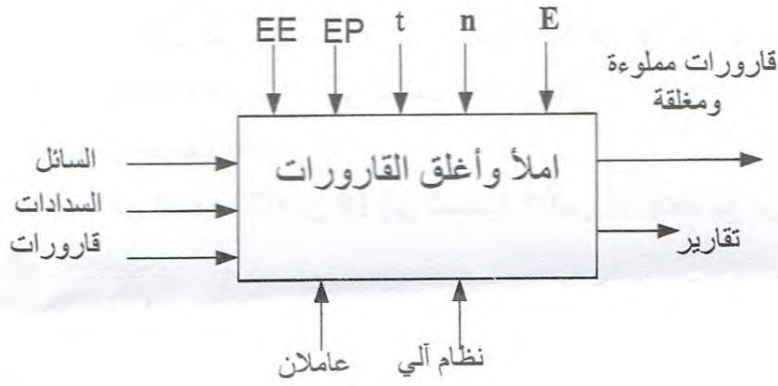 EE EP t n E
قارورات مملوءة
ومغلقة
املأ وأغلق القارورات
السائل
السدادات
قارورات
تقارير
عاملان
نظام آلي